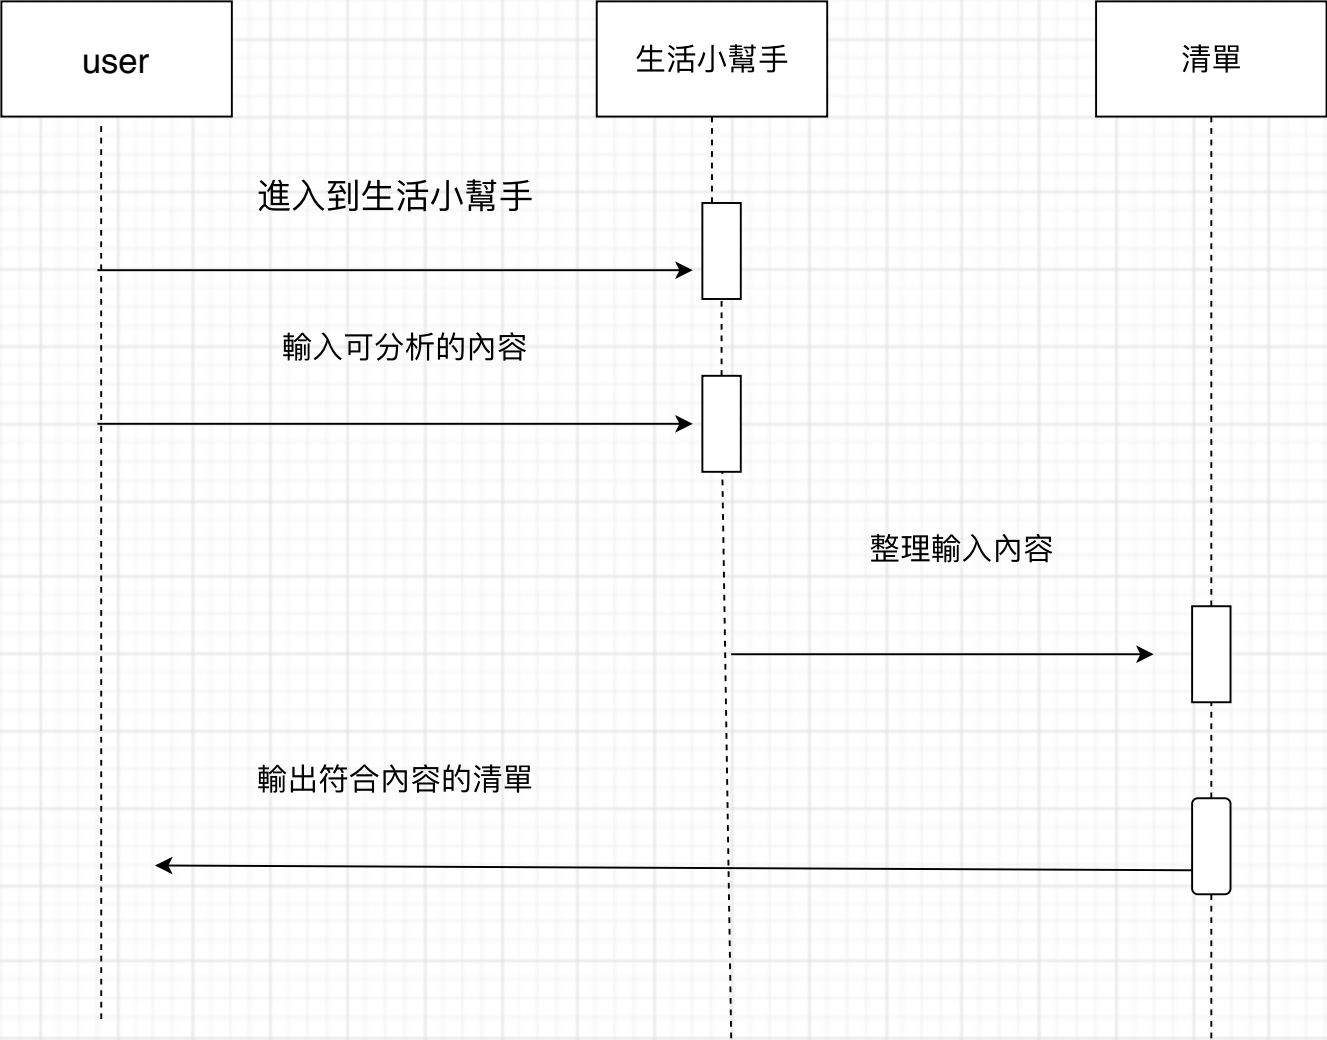 user
生活小幫手
清單
進入到生活小幫手
輸入可分析的內容
整理輸入內容
輸出符合內容的清單